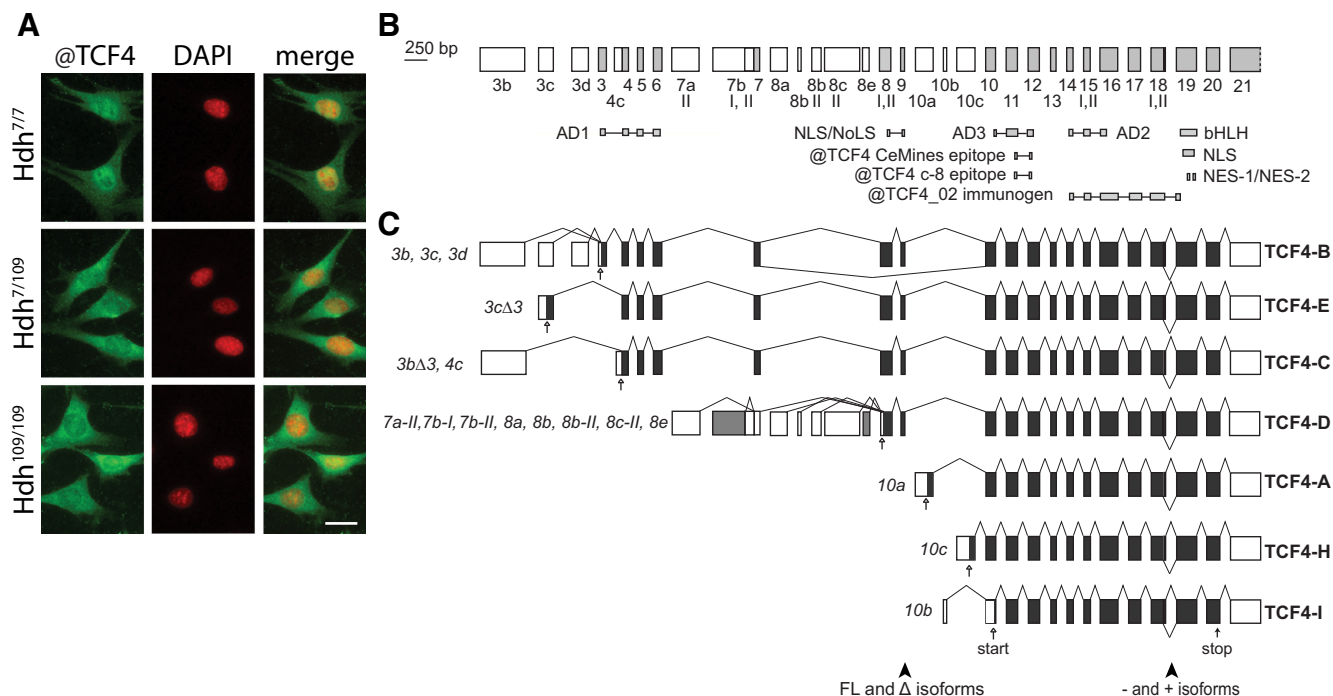 A
@TCF4 DAPI merge
Hdh7/7
Hdh7/109
Hdh109/109
B
250 bp
3b 3c 3d 3 4 5 6 7a 7b 7 8a 8b 8c 8e 8 9 10b 10 12 14 16 17 18 19 20 21
4c II I, II 8b II II I,II 10a 10c 11 13 15 I,II
I,II
AD1 NLS/NoLS AD3 AD2 bHLH
@TCF4 CeMines epitope NLS
@TCF4 c-8 epitope NES-1/NES-2
@TCF4_02 immunogen
C
3b, 3c, 3d TCF4-B
3cΔ3 TCF4-E
3bΔ3, 4c TCF4-C
7a-II,7b-I,7b-II, 8a, 8b, 8b-II, 8c-II, 8e TCF4-D
10a TCF4-A
10c TCF4-H
10b TCF4-I
start stop
FL and Δ isoforms - and + isoforms